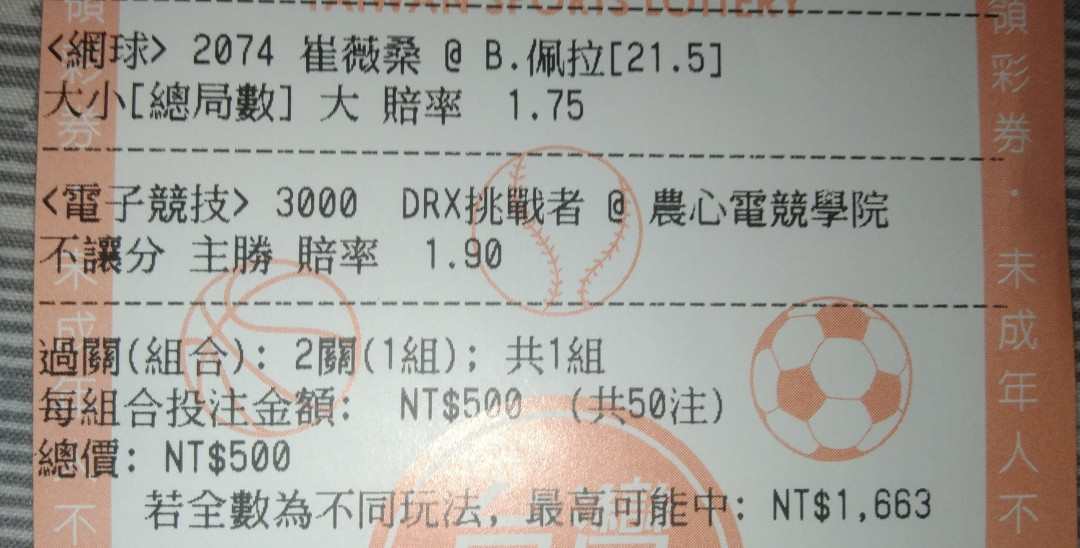 TAIWAN SPORTS LOTTERY
<網球> 2074 崔薇桑 @ B.佩拉[21.5]
大小[總局數] 大 賠率 1.75
<電子競技> 3000 DRX挑戰者 @ 農心電競學院
不讓分 主勝 賠率 1.90
過關(組合): 2關(1組); 共1組
每組合投注金額: NT$500 (共50注)
總價: NT$500
若全數為不同玩法, 最高可能中: NT$1,663
領彩券
未成年
不
領彩券・未成年人不